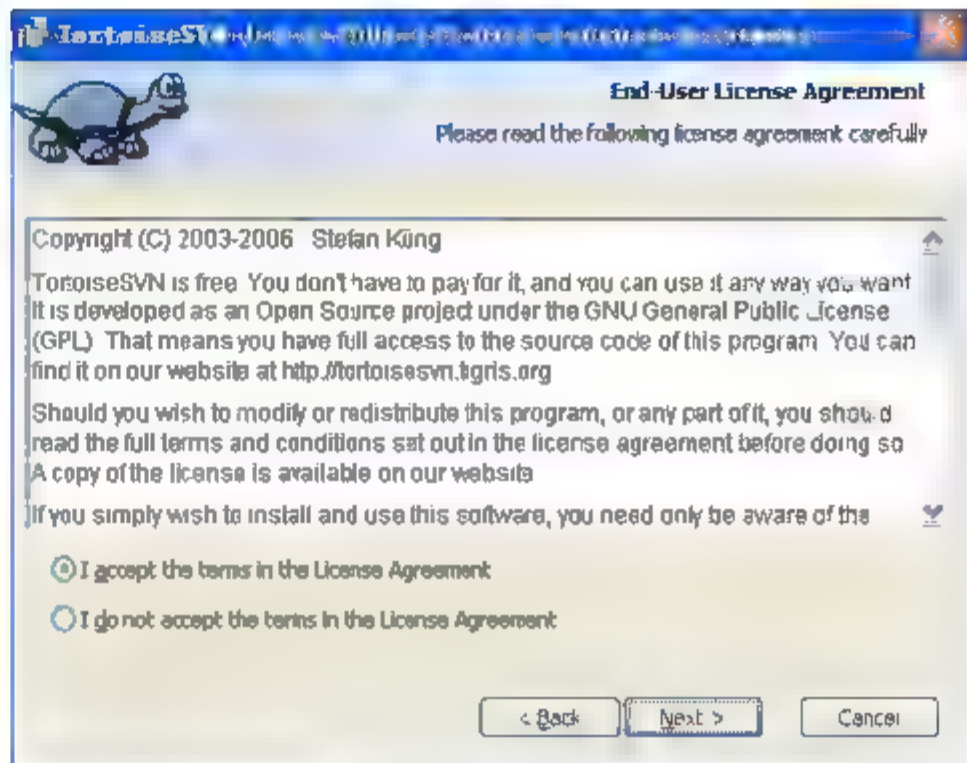 TortoiseSVN
End-User License Agreement
Please read the following license agreement carefully
Copyright (C) 2003-2006 Stefan Küng
TortoiseSVN is free You don't have to pay for it, and you can use it any way you want
It is developed as an Open Source project under the GNU General Public License
(GPL) That means you have full access to the source code of this program You can
find it on our website at http://tortoisesvn.tigris.org
Should you wish to modify or redistribute this program, or any part of it, you should
read the full terms and conditions set out in the license agreement before doing so
A copy of the license is available on our website
If you simply wish to install and use this software, you need only be aware of the
I accept the terms in the License Agreement
I do not accept the terms in the License Agreement
< Back Next > Cancel